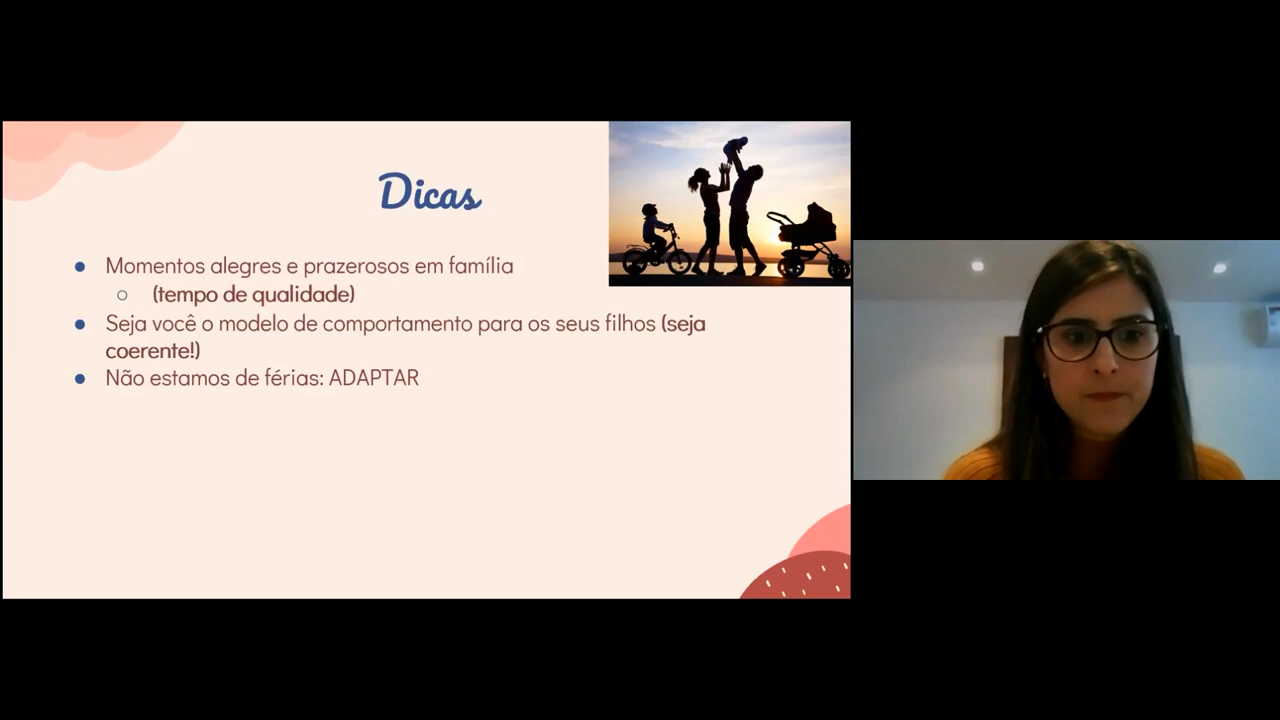 Dicas
● Momentos alegres e prazerosos em família
○ (tempo de qualidade)
● Seja você o modelo de comportamento para os seus filhos (seja
coerente!)
● Não estamos de férias: ADAPTAR